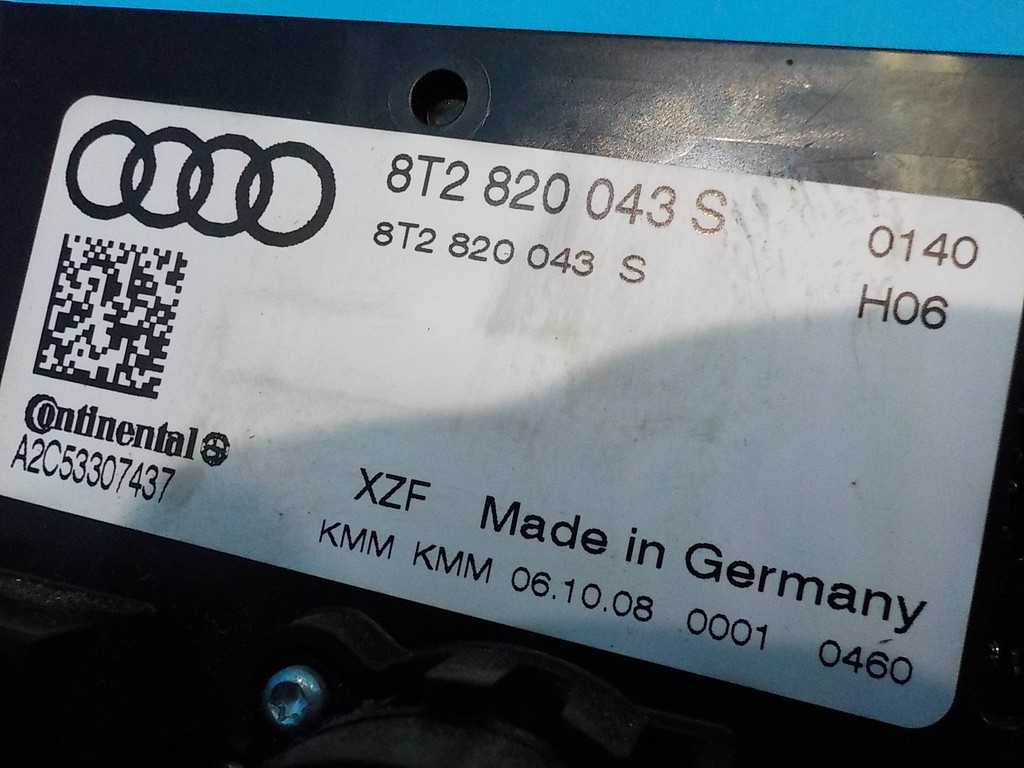 8T2 820 043 S
8T2 820 043 S
0140
H06
Continental
A2C53307437
XZF Made in Germany
KMM KMM 06.10.08 0001 0460